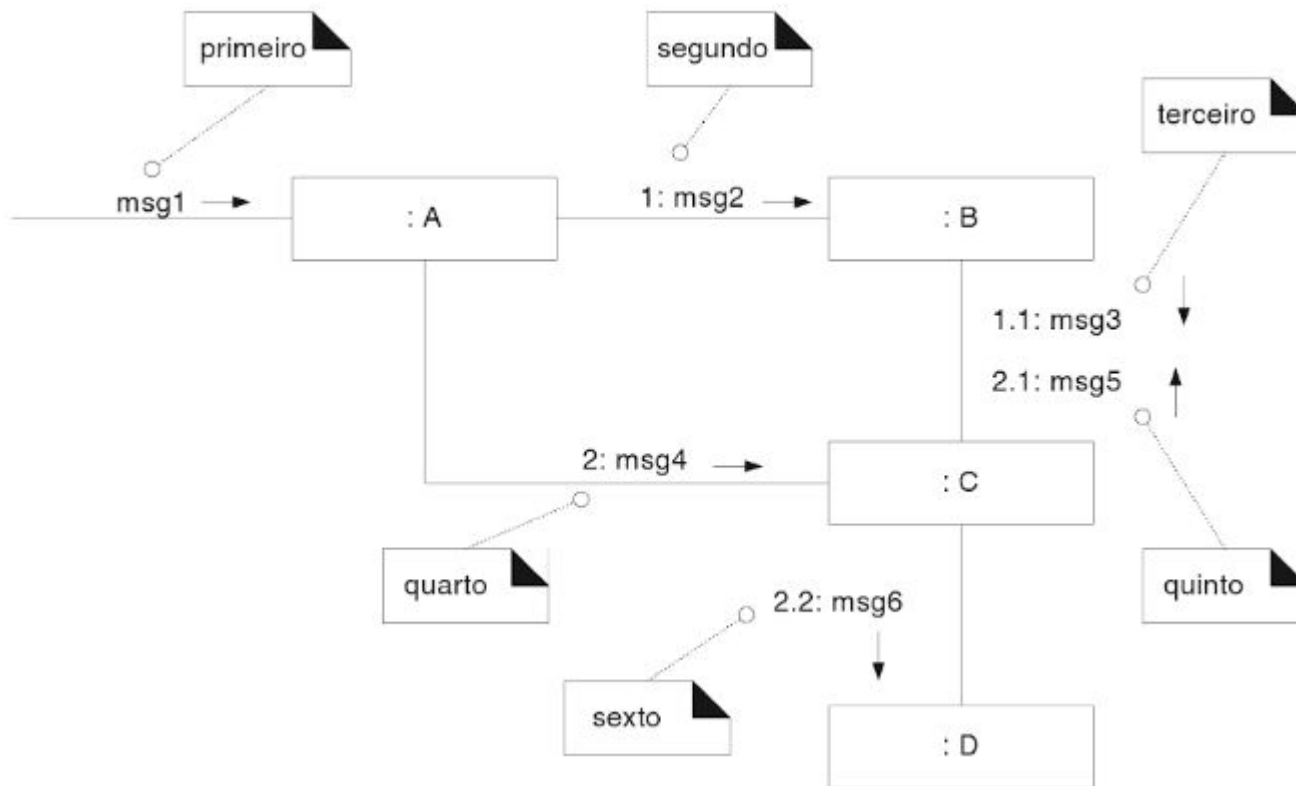 primeiro
segundo
terceiro
msg1
: A
1: msg2
: B
1.1: msg3
2.1: msg5
2: msg4
: C
quarto
2.2: msg6
quinto
sexto
: D